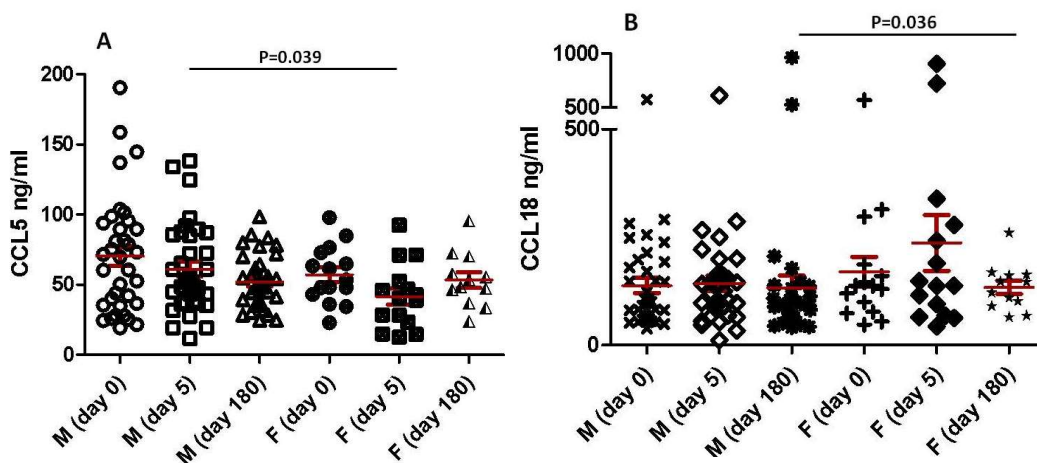 A
P=0.039
CCL5 ng/ml
200
150
100
50
0
M (day 0)
M (day 5)
M (day 180)
F (day 0)
F (day 5)
F (day 180)
B
P=0.036
CCL18 ng/ml
1000
500
500
0
M (day 0)
M (day 5)
M (day 180)
F (day 0)
F (day 5)
F (day 180)